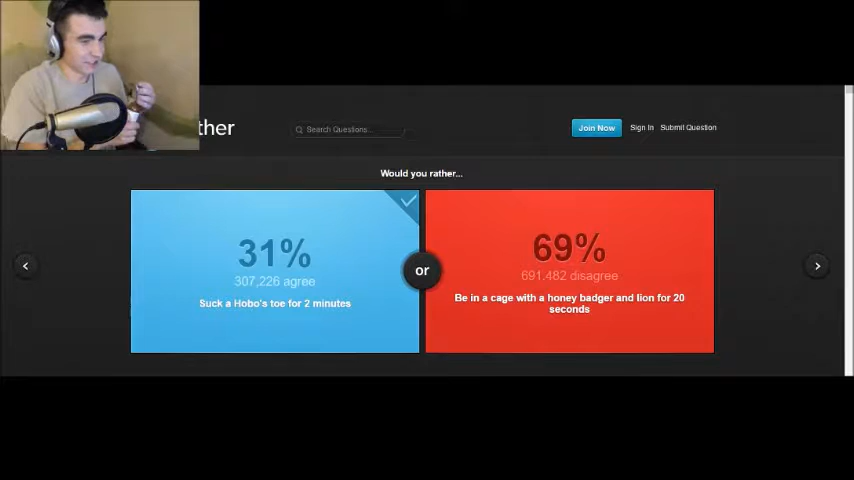 ther
Search Questions...
Join Now
Sign In
Submit Question
Would you rather...
31%
307,226 agree
Suck a Hobo's toe for 2 minutes
or
69%
691,482 disagree
Be in a cage with a honey badger and lion for 20
seconds